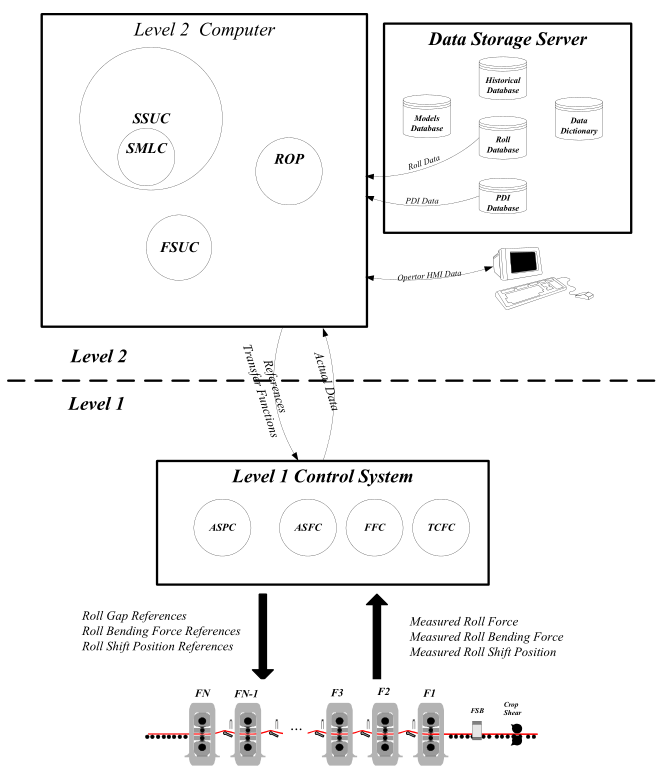 Level 2 Computer
Data Storage Server
Historical
Database
Models
Database
Data
Dictionary
Roll
Database
PDI
Database
SSUC
SMLC
ROP
FSUC
Roll Data
PDI Data
Opertor HMI Data
Level 2
References
Transfer Functions
Actual Data
Level 1
Level 1 Control System
ASPC
ASFC
FFC
TCFC
Roll Gap References
Roll Bending Force References
Roll Shift Position References
Measured Roll Force
Measured Roll Bending Force
Measured Roll Shift Position
FN
FN-1
...
F3
F2
F1
FSB
Crop
Shear